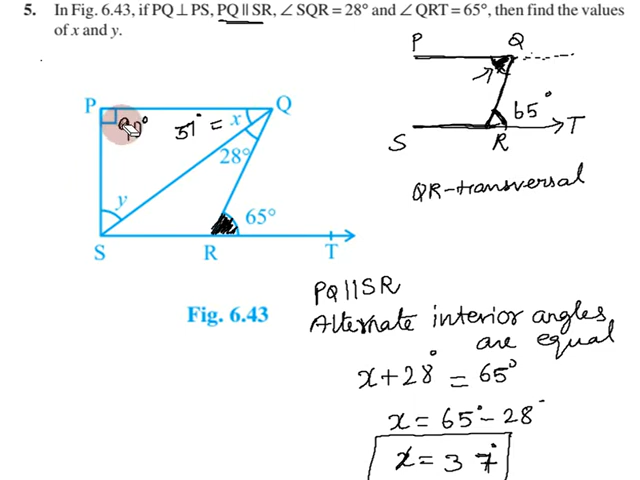 5. In Fig. 6.43, if PQ ⊥ PS, PQ ∥ SR, ∠ SQR = 28° and ∠ QRT = 65°, then find the values
of x and y.
P Q
65°
S R T
QR-transversal
P 90° 37° = x Q
28°
y
65°
S R T
Fig. 6.43
PQ||SR
Alternate interior angles
are equal
x+28° = 65°
x = 65° - 28°
x = 37°